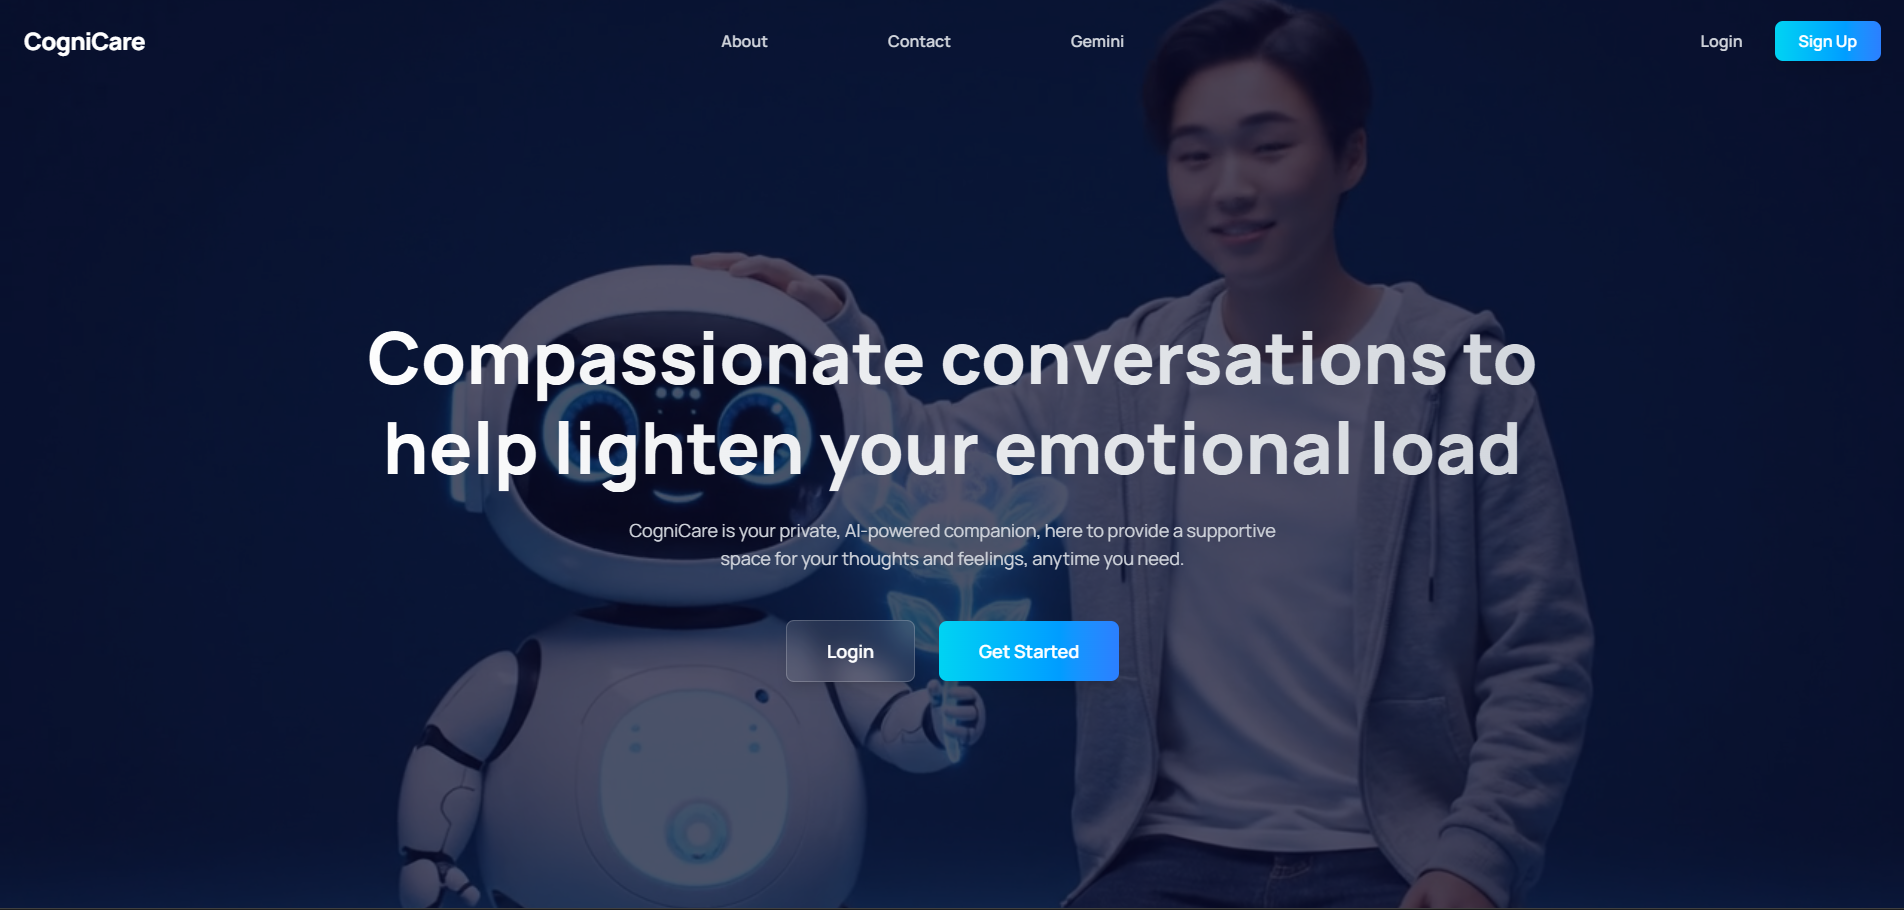 CogniCare
About
Contact
Gemini
Login
Sign Up
Compassionate conversations to
help lighten your emotional load
CogniCare is your private, AI-powered companion, here to provide a supportive
space for your thoughts and feelings, anytime you need.
Login
Get Started